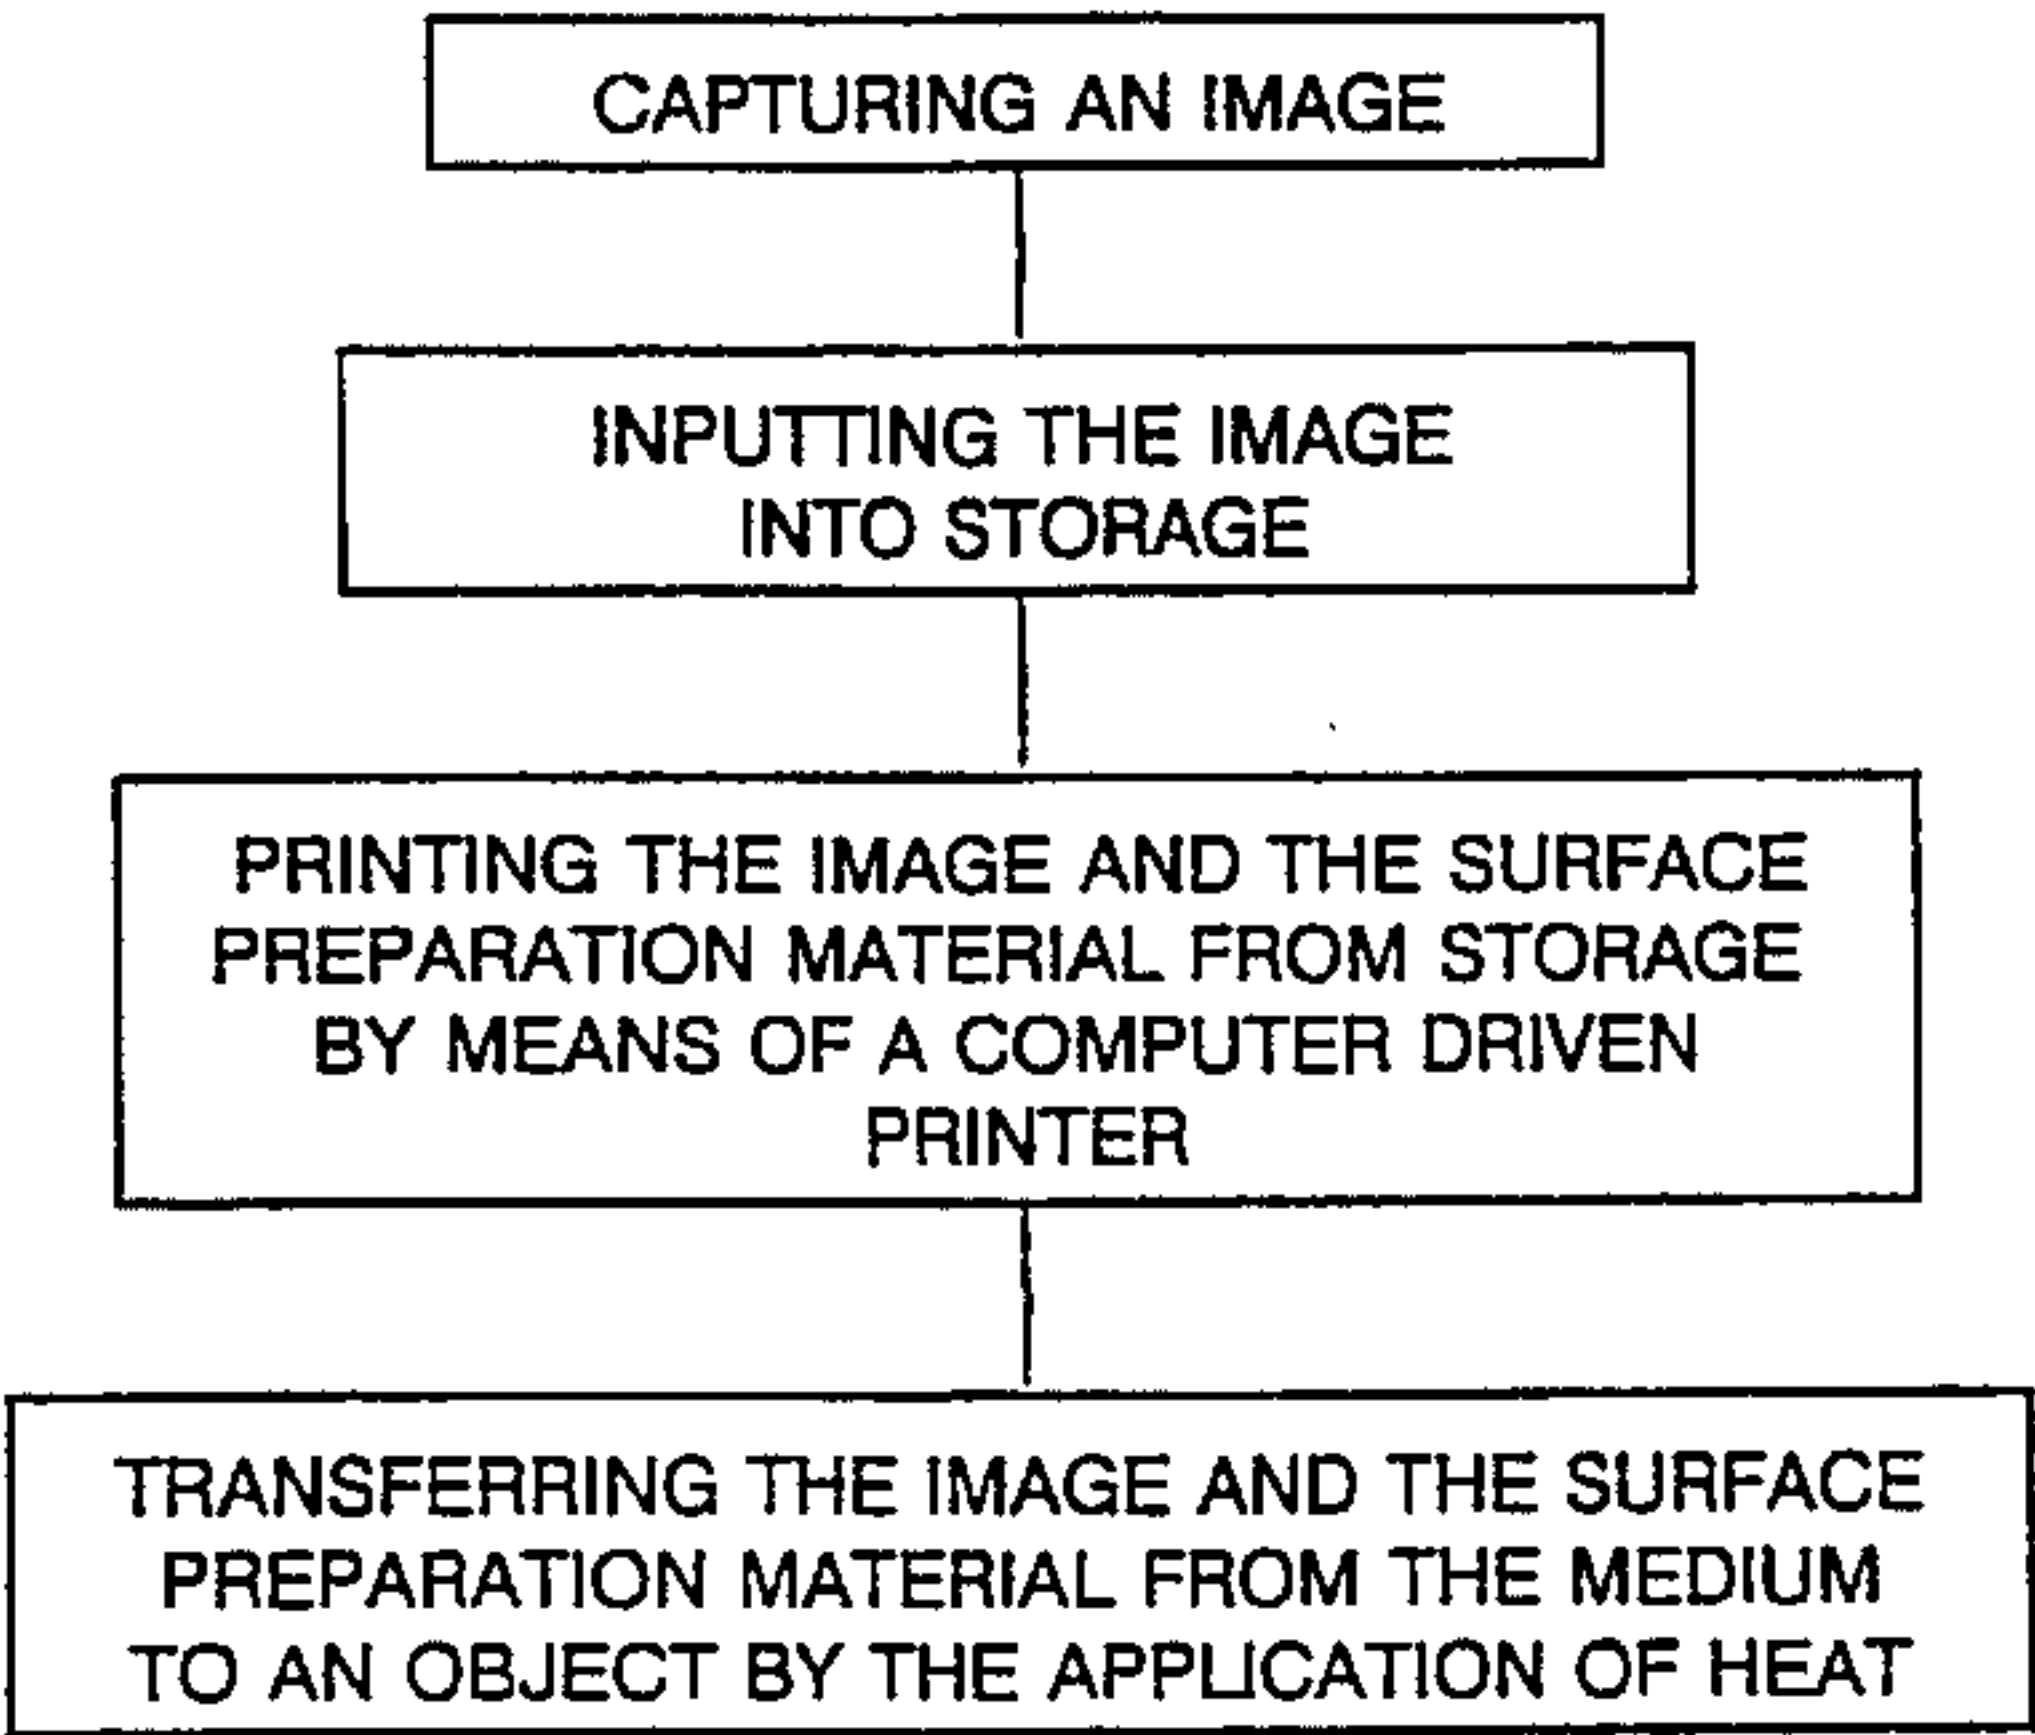 CAPTURING AN IMAGE
INPUTTING THE IMAGE
INTO STORAGE
PRINTING THE IMAGE AND THE SURFACE
PREPARATION MATERIAL FROM STORAGE
BY MEANS OF A COMPUTER DRIVEN
PRINTER
TRANSFERRING THE IMAGE AND THE SURFACE
PREPARATION MATERIAL FROM THE MEDIUM
TO AN OBJECT BY THE APPLICATION OF HEAT